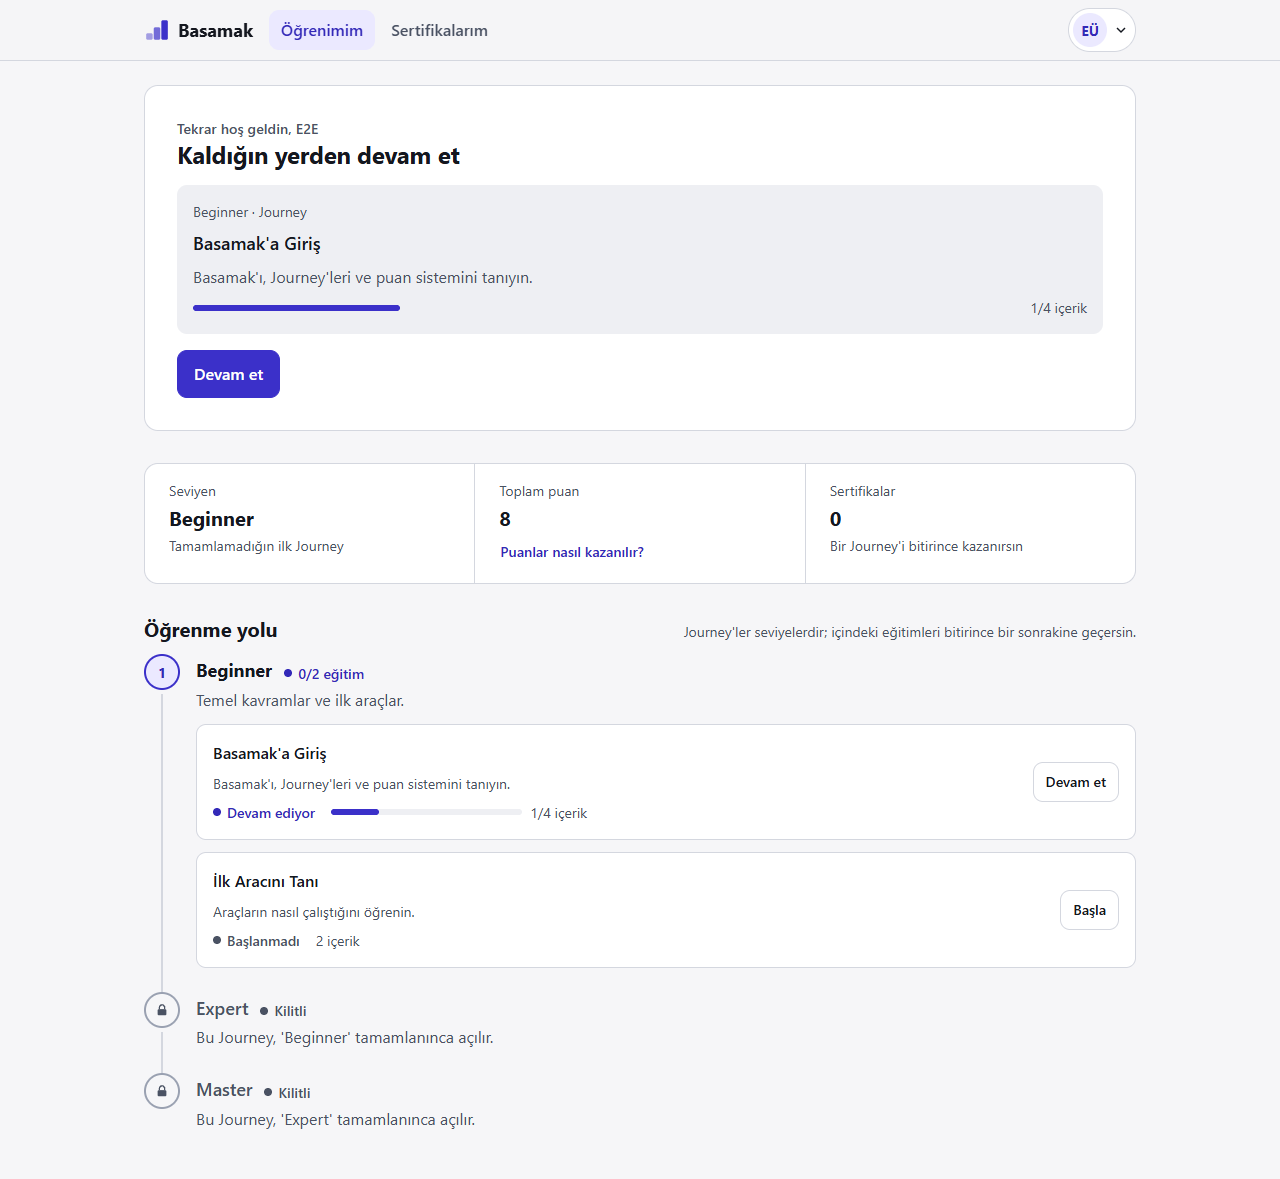 Basamak
Öğrenimim
Sertifikalarım
EÜ
Tekrar hoş geldin, E2E
Kaldığın yerden devam et
Beginner · Journey
Basamak'a Giriş
Basamak'ı, Journey'leri ve puan sistemini tanıyın.
1/4 içerik
Devam et
Seviyen
Beginner
Tamamlamadığın ilk Journey
Toplam puan
8
Puanlar nasıl kazanılır?
Sertifikalar
0
Bir Journey'i bitirince kazanırsın
Öğrenme yolu
Journey'ler seviyelerdir; içindeki eğitimleri bitirince bir sonrakine geçersin.
1
Beginner
0/2 eğitim
Temel kavramlar ve ilk araçlar.
Basamak'a Giriş
Basamak'ı, Journey'leri ve puan sistemini tanıyın.
Devam ediyor
1/4 içerik
Devam et
İlk Aracını Tanı
Araçların nasıl çalıştığını öğrenin.
Başlanmadı
2 içerik
Başla
Expert
Kilitli
Bu Journey, 'Beginner' tamamlanınca açılır.
Master
Kilitli
Bu Journey, 'Expert' tamamlanınca açılır.